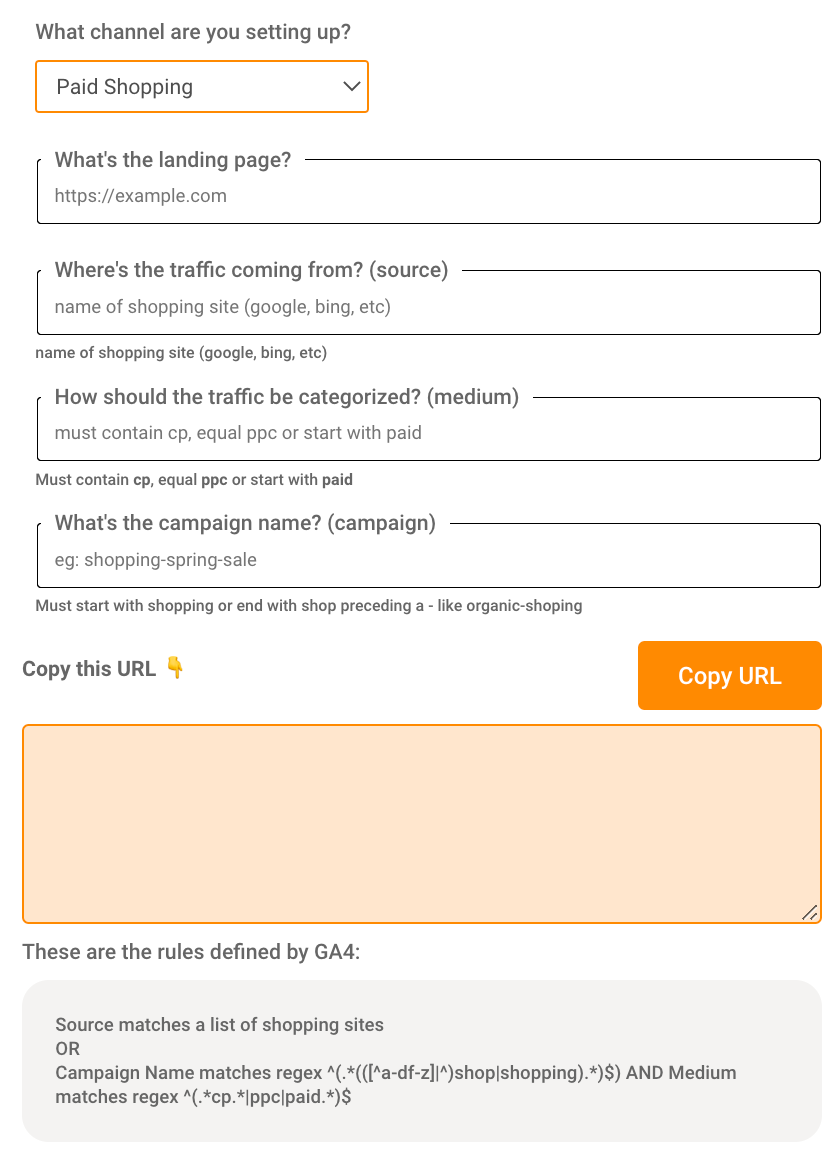 What channel are you setting up?
Paid Shopping
What's the landing page?
https://example.com
Where's the traffic coming from? (source)
name of shopping site (google, bing, etc)
name of shopping site (google, bing, etc)
How should the traffic be categorized? (medium)
must contain cp, equal ppc or start with paid
Must contain cp, equal ppc or start with paid
What's the campaign name? (campaign)
eg: shopping-spring-sale
Must start with shopping or end with shop preceding a - like organic-shoping
Copy this URL 👇
Copy URL
These are the rules defined by GA4:
Source matches a list of shopping sites
OR
Campaign Name matches regex ^(.*(([^a-df-z]|^)shop|shopping).*)$) AND Medium
matches regex ^(.*cp.*|ppc|paid.*)$